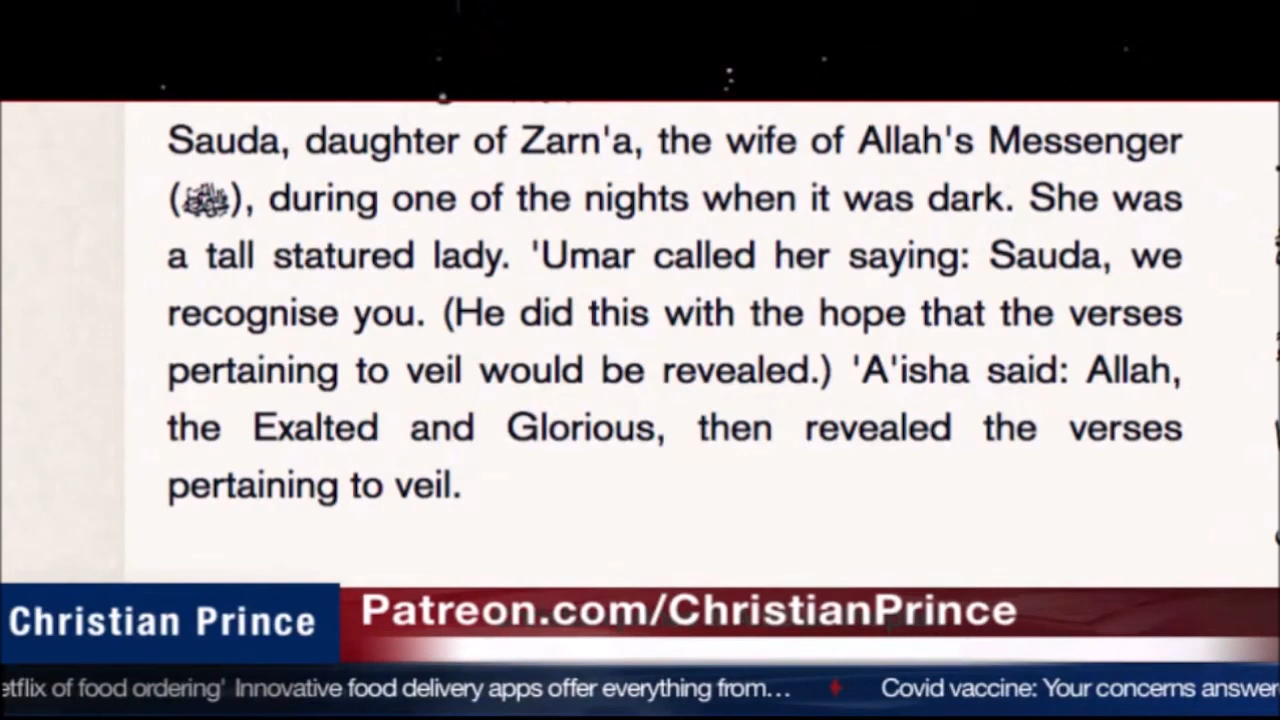 Sauda, daughter of Zarn'a, the wife of Allah's Messenger
(ﷺ), during one of the nights when it was dark. She was
a tall statured lady. 'Umar called her saying: Sauda, we
recognise you. (He did this with the hope that the verses
pertaining to veil would be revealed.) 'A'isha said: Allah,
the Exalted and Glorious, then revealed the verses
pertaining to veil.
Christian Prince
Patreon.com/ChristianPrince
etflix of food ordering' Innovative food delivery apps offer everything from... ♦ Covid vaccine: Your concerns answer